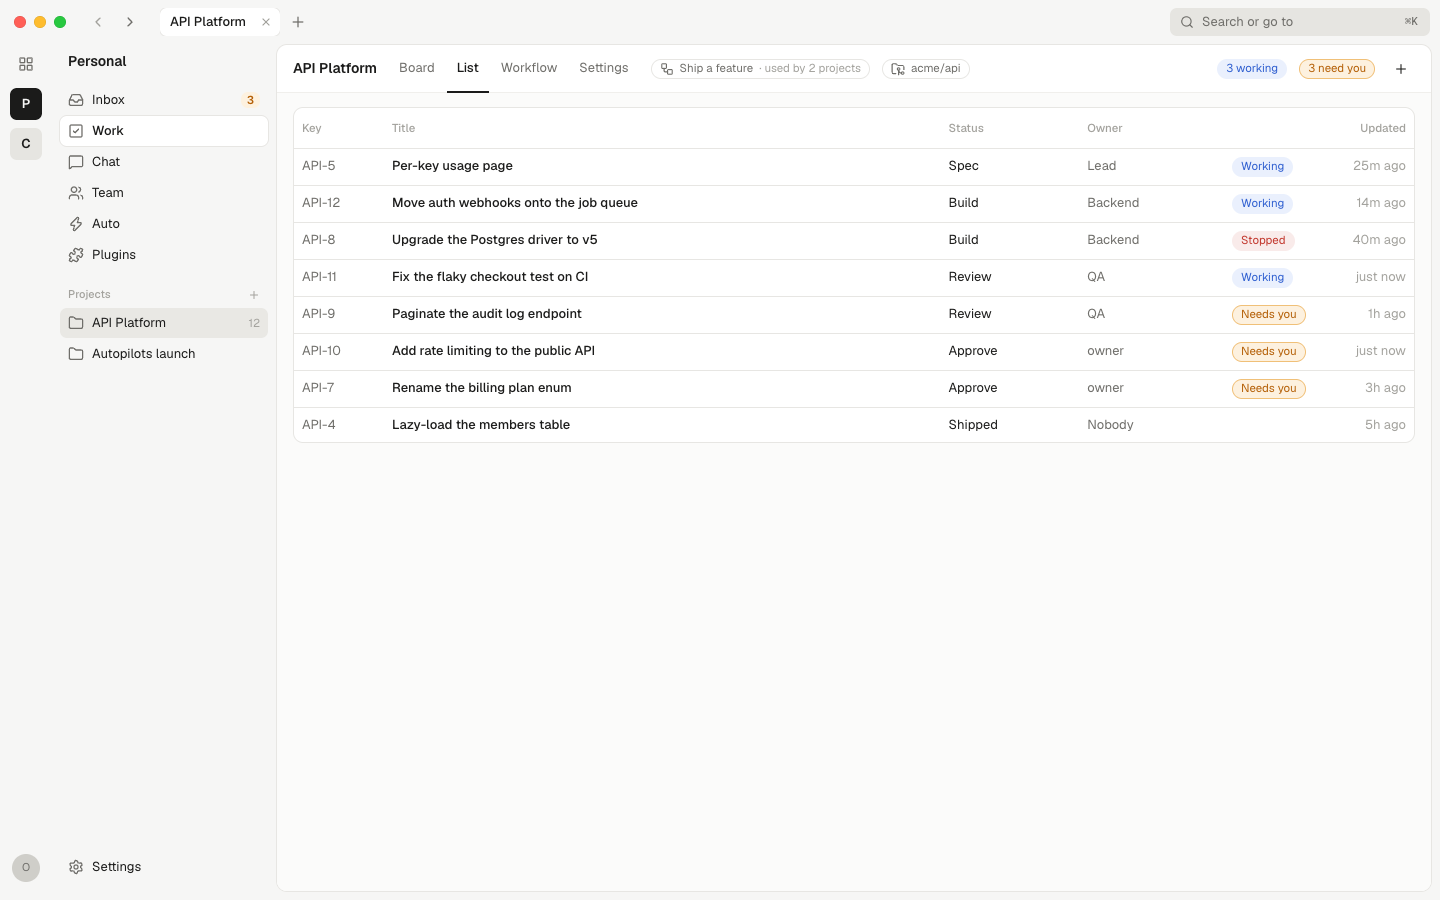 API Platform
Search or go to ⌘K
Personal
P
C
Inbox 3
Work
Chat
Team
Auto
Plugins
Projects
API Platform 12
Autopilots launch
O
Settings
API Platform Board List Workflow Settings Ship a feature · used by 2 projects acme/api 3 working 3 need you
Key Title Status Owner Updated
API-5 Per-key usage page Spec Lead Working 25m ago
API-12 Move auth webhooks onto the job queue Build Backend Working 14m ago
API-8 Upgrade the Postgres driver to v5 Build Backend Stopped 40m ago
API-11 Fix the flaky checkout test on CI Review QA Working just now
API-9 Paginate the audit log endpoint Review QA Needs you 1h ago
API-10 Add rate limiting to the public API Approve owner Needs you just now
API-7 Rename the billing plan enum Approve owner Needs you 3h ago
API-4 Lazy-load the members table Shipped Nobody 5h ago